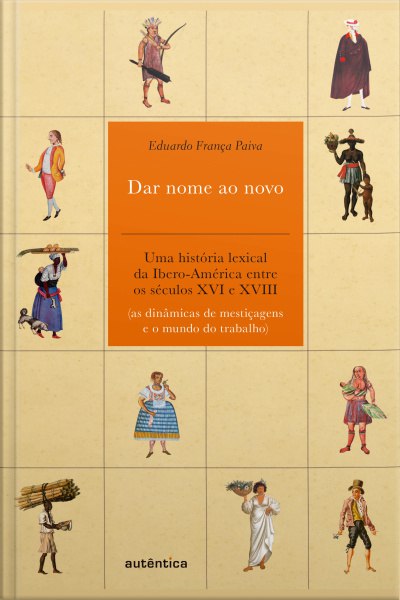 Eduardo França Paiva
Dar nome ao novo
Uma história lexical
da Ibero-América entre
os séculos XVI e XVIII
(as dinâmicas de mestiçagens
e o mundo do trabalho)
autêntica